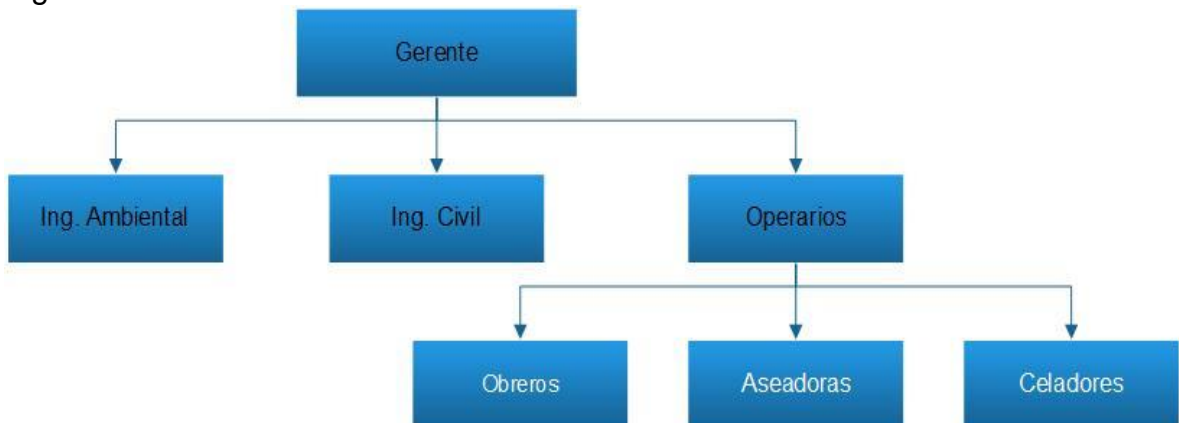 Gerente
Ing. Ambiental
Ing. Civil
Operarios
Obreros
Aseadoras
Celadores